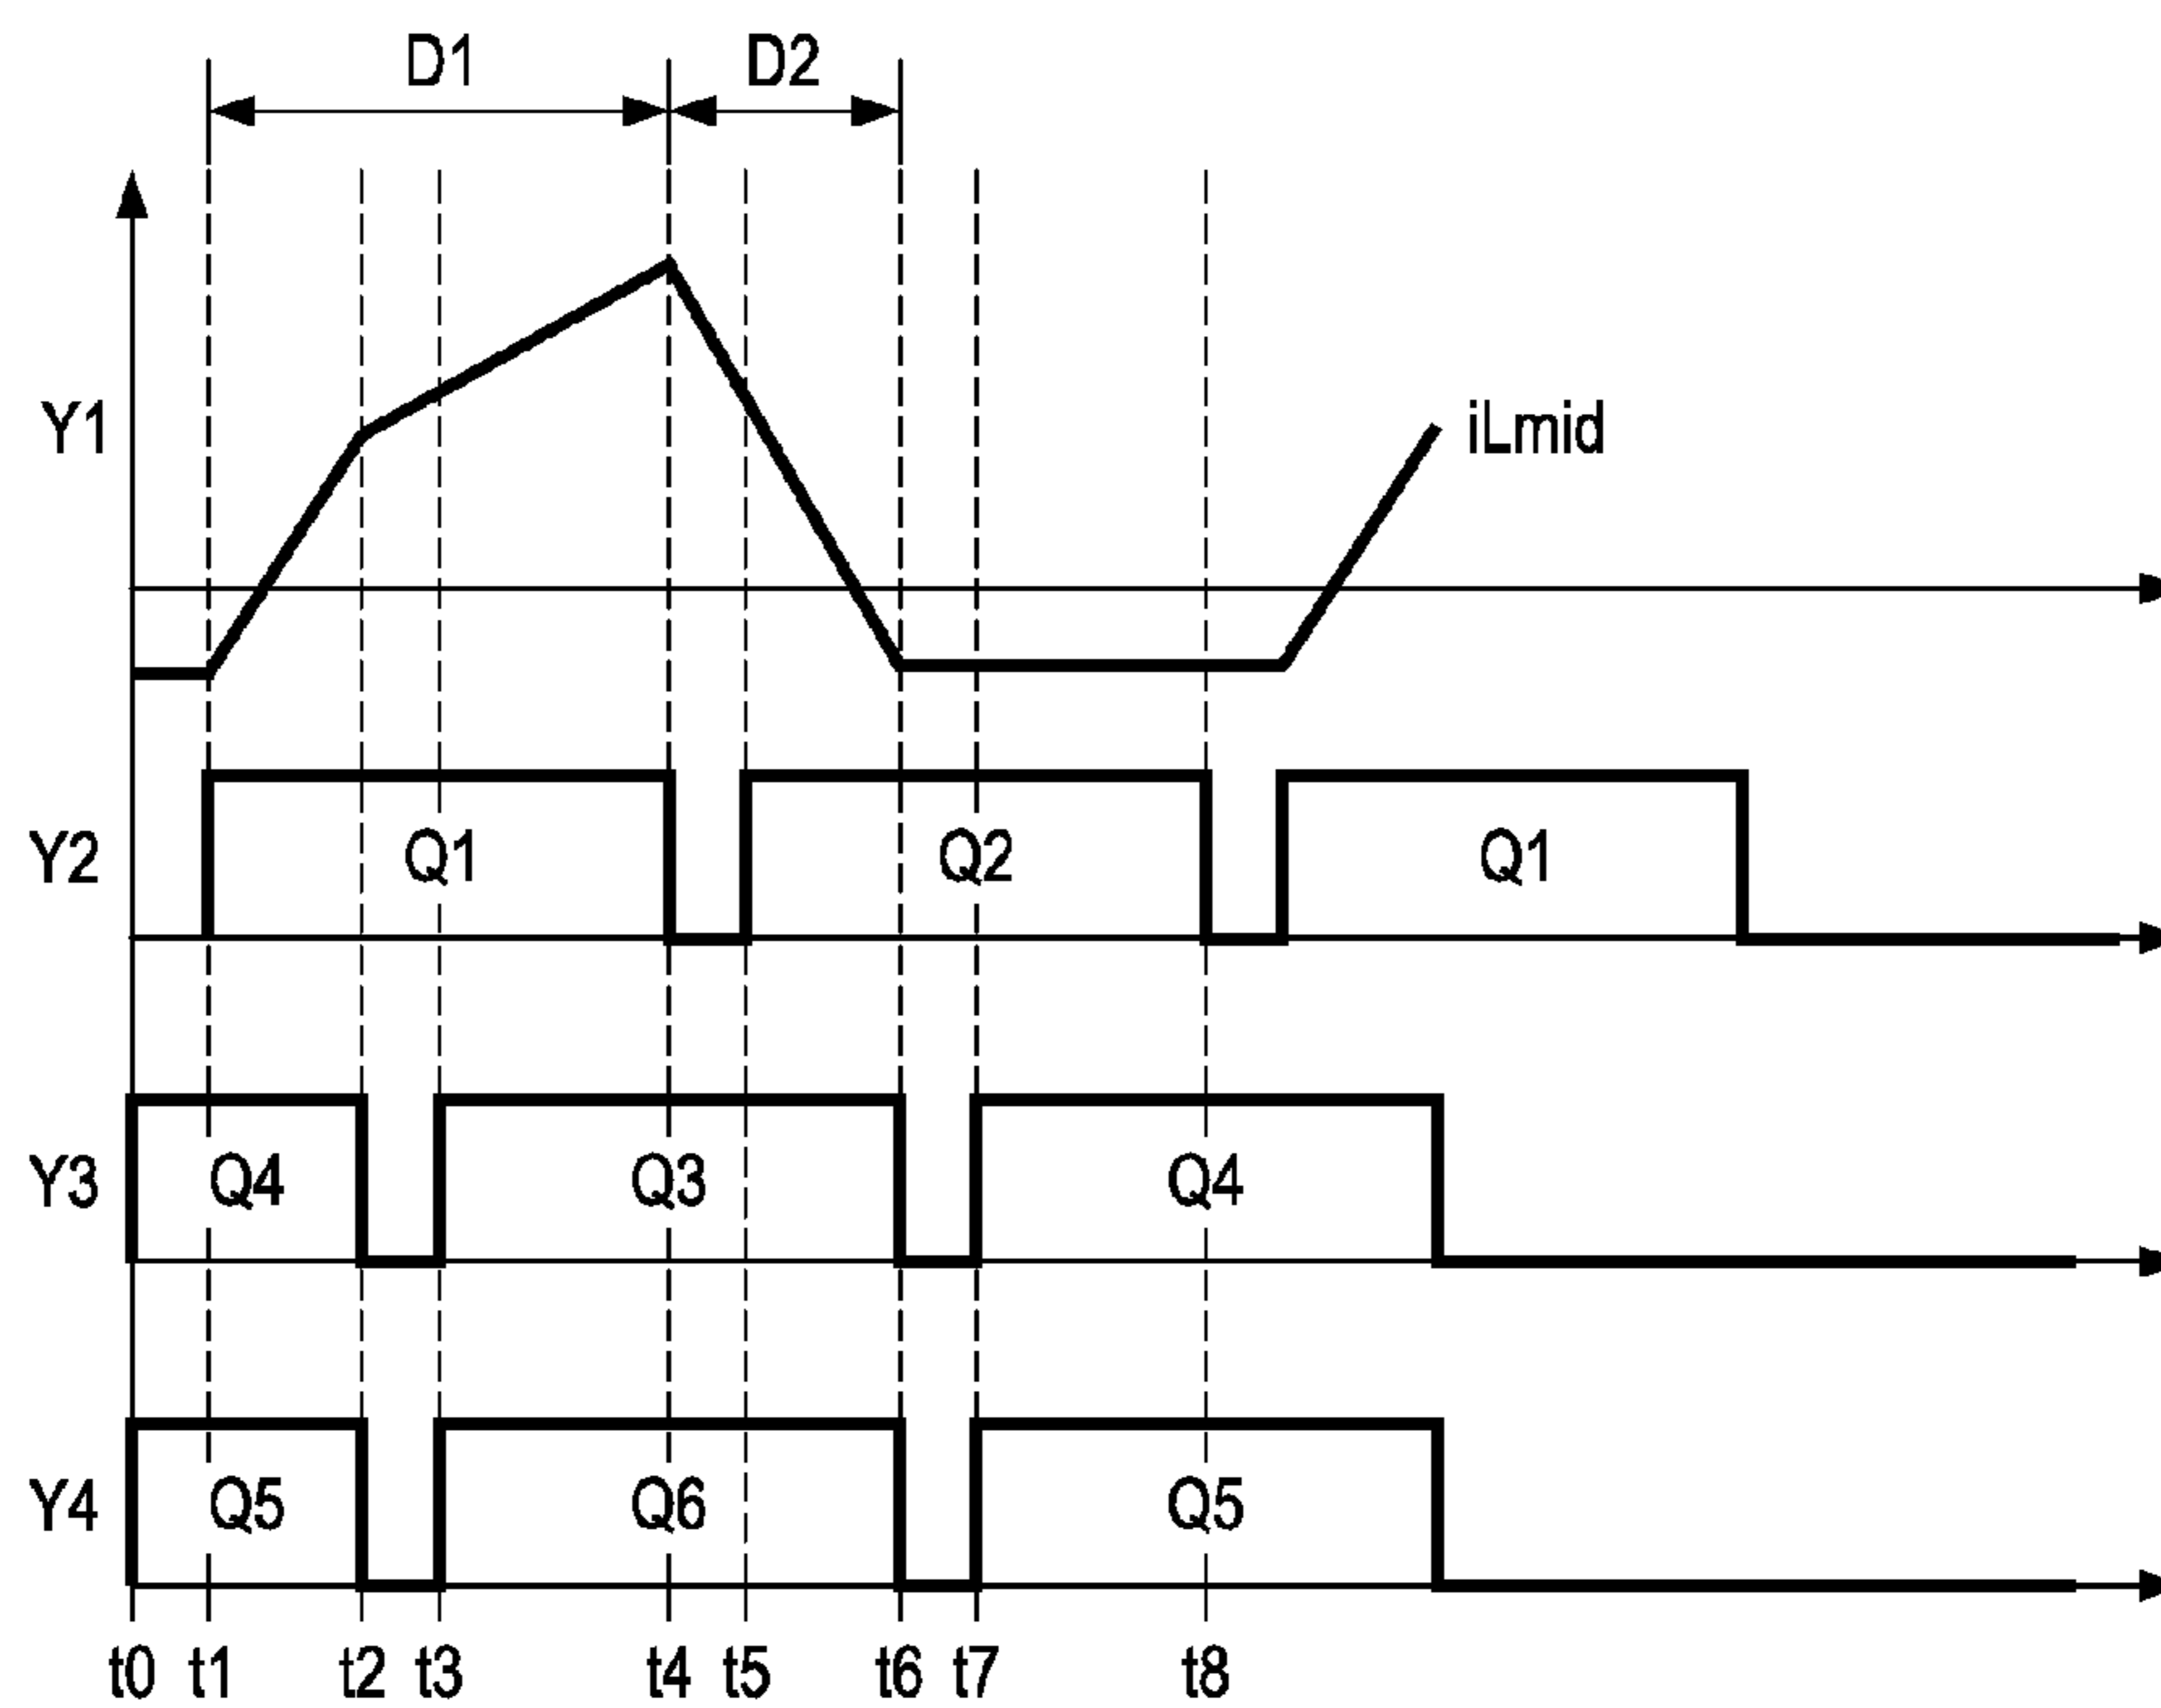 D1 D2
Y1 iLmid
Y2 Q1 Q2 Q1
Y3 Q4 Q3 Q4
Y4 Q5 Q6 Q5
t0 t1 t2 t3 t4 t5 t6 t7 t8